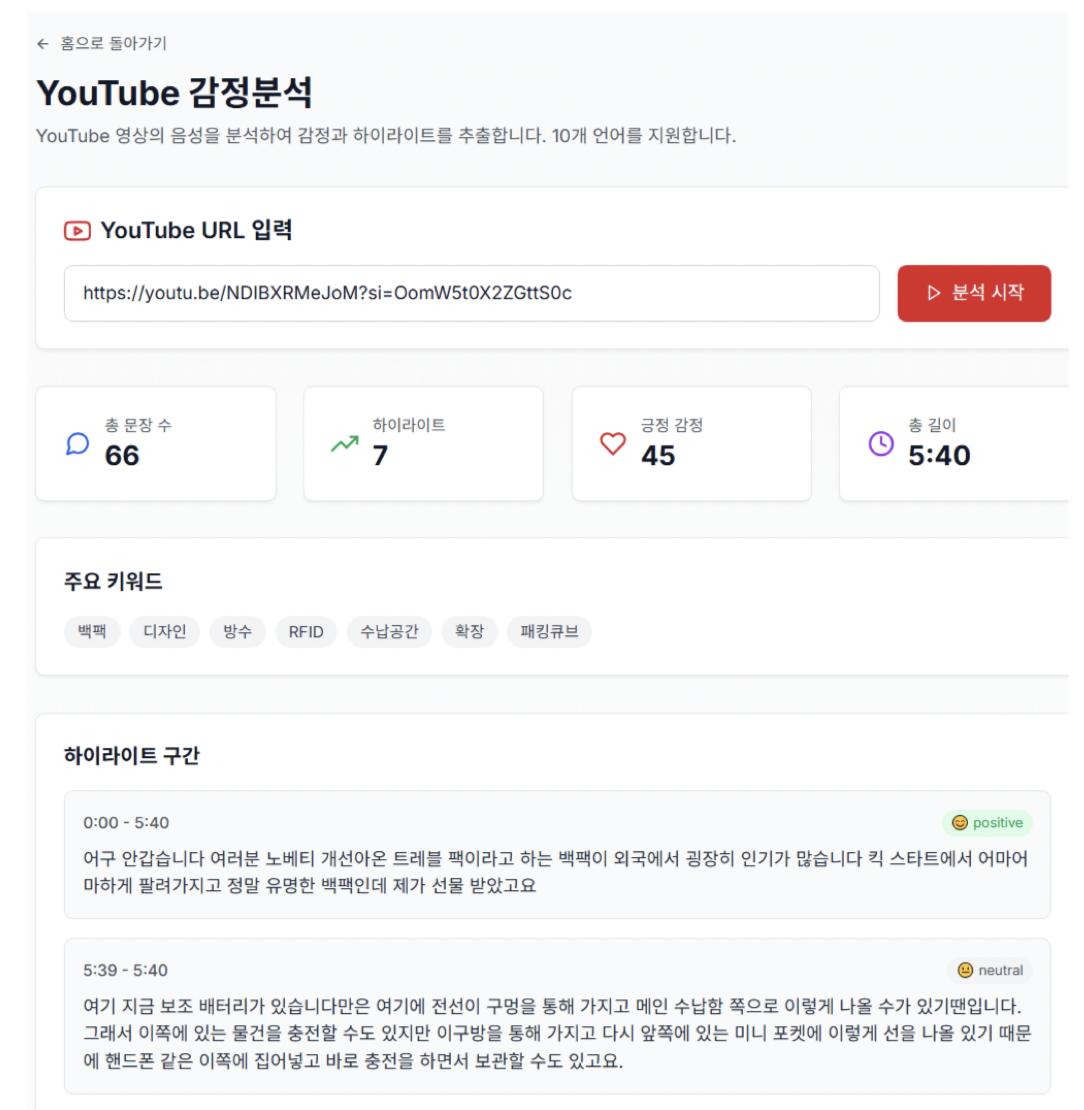 ← 홈으로 돌아가기
YouTube 감정분석
YouTube 영상의 음성을 분석하여 감정과 하이라이트를 추출합니다. 10개 언어를 지원합니다.
YouTube URL 입력
https://youtu.be/NDIBXRMeJoM?si=OomW5t0X2ZGttS0c
분석 시작
총 문장 수
66
하이라이트
7
긍정 감정
45
총 길이
5:40
주요 키워드
백팩 디자인 방수 RFID 수납공간 확장 패킹큐브
하이라이트 구간
0:00 - 5:40
positive
어구 안갑습니다 여러분 노베티 개선아온 트레블 팩이라고 하는 백팩이 외국에서 굉장히 인기가 많습니다 킥 스타트에서 어마어
마하게 팔려가지고 정말 유명한 백팩인데 제가 선물 받았고요
5:39 - 5:40
neutral
여기 지금 보조 배터리가 있습니다만은 여기에 전선이 구멍을 통해 가지고 메인 수납함 쪽으로 이렇게 나올 수가 있기땐입니다.
그래서 이쪽에 있는 물건을 충전할 수도 있지만 이구방을 통해 가지고 다시 앞쪽에 있는 미니 포켓에 이렇게 선을 나올 있기 때문
에 핸드폰 같은 이쪽에 집어넣고 바로 충전을 하면서 보관할 수도 있고요.